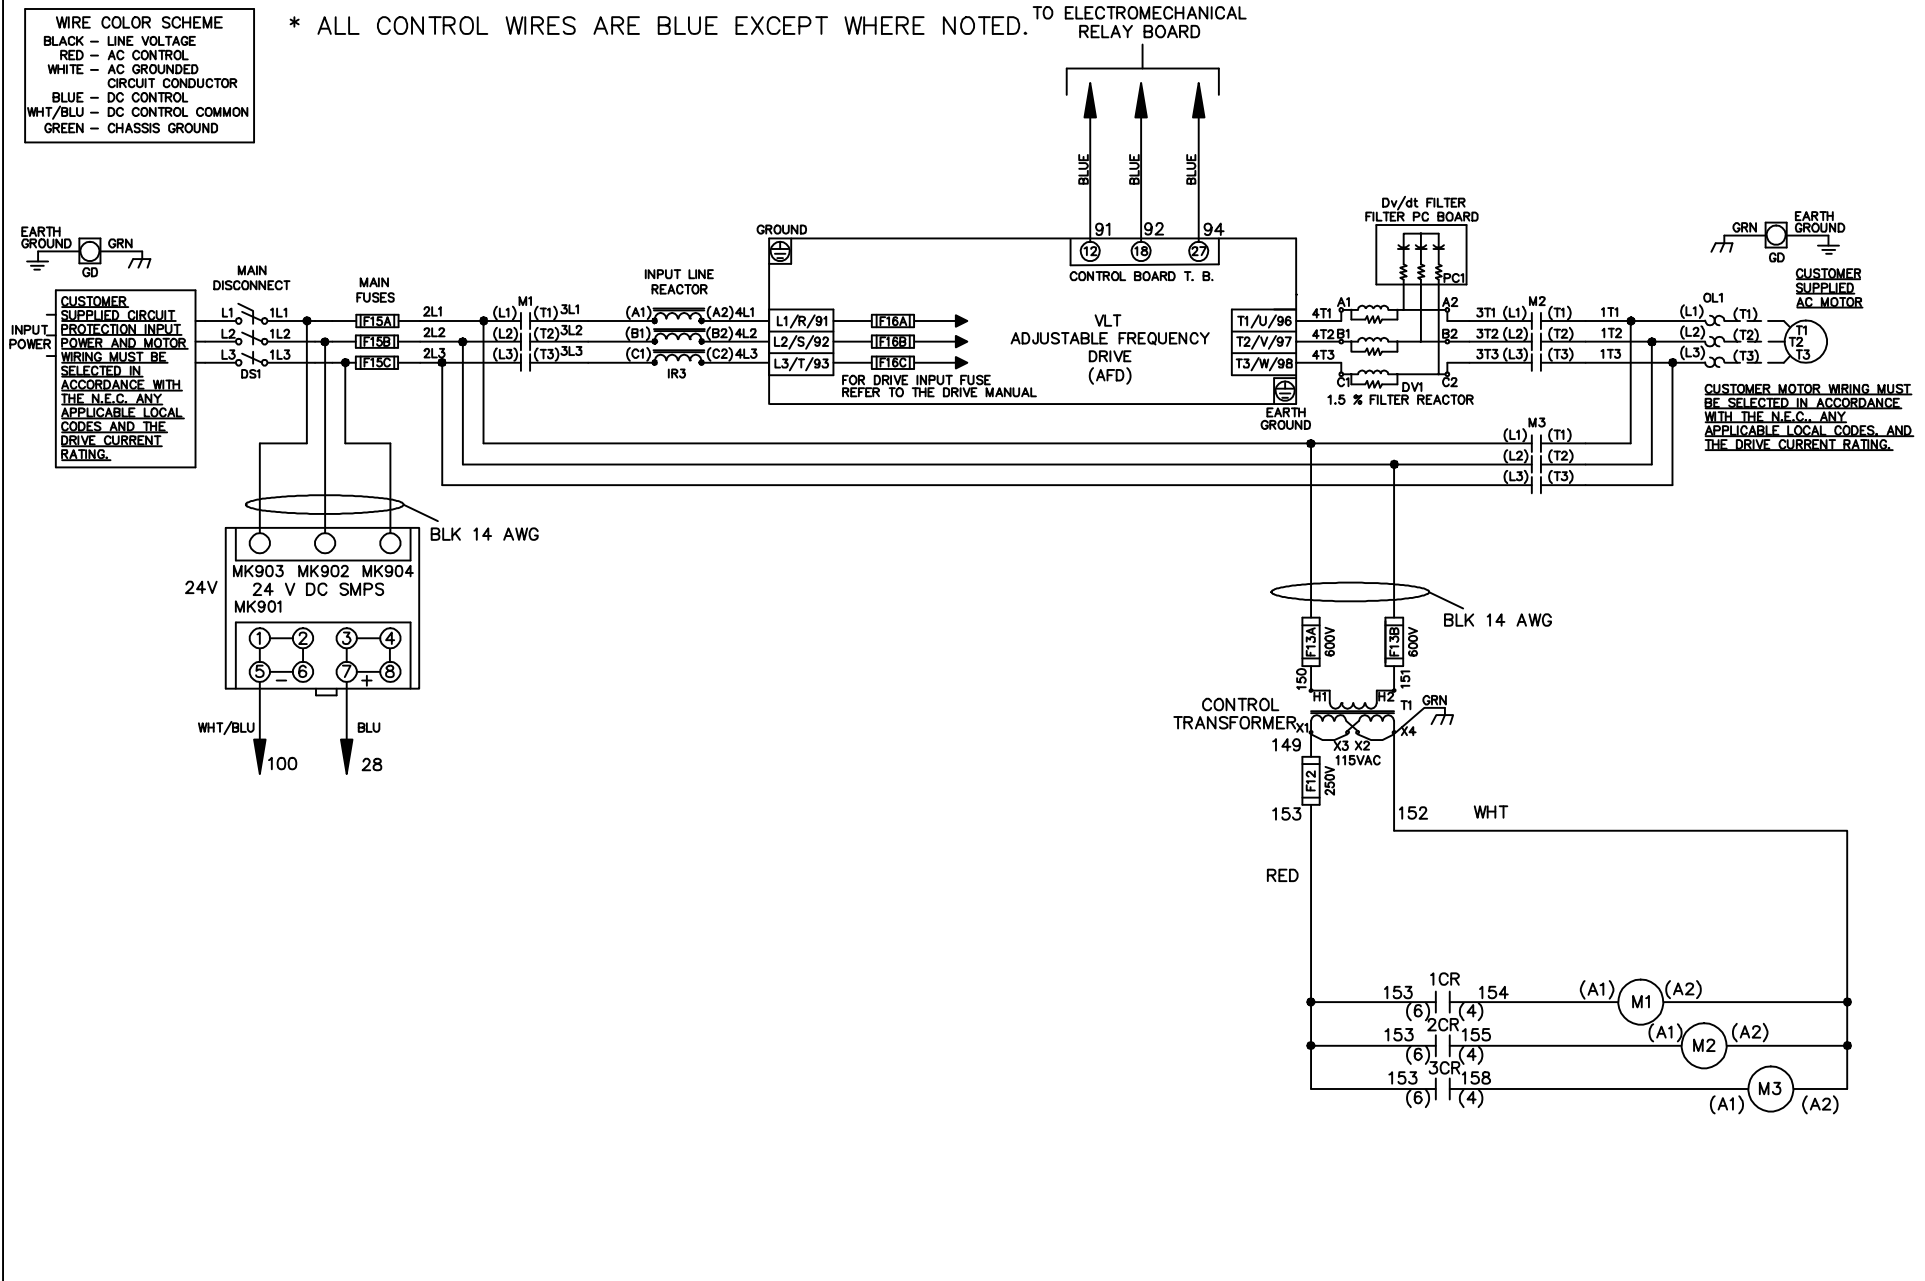 WIRE COLOR SCHEME
BLACK – LINE VOLTAGE
RED – AC CONTROL
WHITE – AC GROUNDED
CIRCUIT CONDUCTOR
BLUE – DC CONTROL
WHT/BLU – DC CONTROL COMMON
GREEN – CHASSIS GROUND
* ALL CONTROL WIRES ARE BLUE EXCEPT WHERE NOTED.
TO ELECTROMECHANICAL
RELAY BOARD
BLUE
BLUE
BLUE
91 92 94
12 18 27
CONTROL BOARD T. B.
EARTH
GROUND
GRN
GD
CUSTOMER
SUPPLIED CIRCUIT
PROTECTION INPUT
POWER AND MOTOR
WIRING MUST BE
SELECTED IN
ACCORDANCE WITH
THE N.E.C. ANY
APPLICABLE LOCAL
CODES AND THE
DRIVE CURRENT
RATING.
INPUT
POWER
MAIN
DISCONNECT
L1 1L1
L2 1L2
L3 1L3
DS1
MAIN
FUSES
F15A
F15B
F15C
2L1
2L2
2L3
M1
(L1) (T1) 3L1
(L2) (T2) 3L2
(L3) (T3) 3L3
INPUT LINE
REACTOR
(A1) (A2) 4L1
(B1) (B2) 4L2
(C1) (C2) 4L3
IR3
GROUND
L1/R/91
L2/S/92
L3/T/93
F16A
F16B
F16C
FOR DRIVE INPUT FUSE
REFER TO THE DRIVE MANUAL
VLT
ADJUSTABLE FREQUENCY
DRIVE
(AFD)
T1/U/96
T2/V/97
T3/W/98
EARTH
GROUND
Dv/dt FILTER
FILTER PC BOARD
PC1
4T1 A1 A2
4T2 B1 B2
4T3 C1 C2
DV1
1.5 % FILTER REACTOR
M2
3T1 (L1) (T1) 1T1
3T2 (L2) (T2) 1T2
3T3 (L3) (T3) 1T3
M3
(L1) (T1)
(L2) (T2)
(L3) (T3)
OL1
(L1) (T1)
(L2) (T2)
(L3) (T3)
T1
T2
T3
GRN
EARTH
GROUND
GD
CUSTOMER
SUPPLIED
AC MOTOR
CUSTOMER MOTOR WIRING MUST
BE SELECTED IN ACCORDANCE
WITH THE N.E.C., ANY
APPLICABLE LOCAL CODES, AND
THE DRIVE CURRENT RATING.
BLK 14 AWG
MK903 MK902 MK904
24V
24 V DC SMPS
MK901
1 2 3 4
5 – 6 7 + 8
WHT/BLU
BLU
100
28
BLK 14 AWG
F13A
600V
F13B
600V
150
151
H1 H2
T1
GRN
CONTROL
TRANSFORMER
X1 X3 X2 X4
115VAC
149
F12
250V
153
152
WHT
RED
1CR
153 154 (A1) M1 (A2)
(6) (4)
2CR
153 155 (A1) M2 (A2)
(6) (4)
3CR
153 158 M3
(6) (4) (A1) (A2)